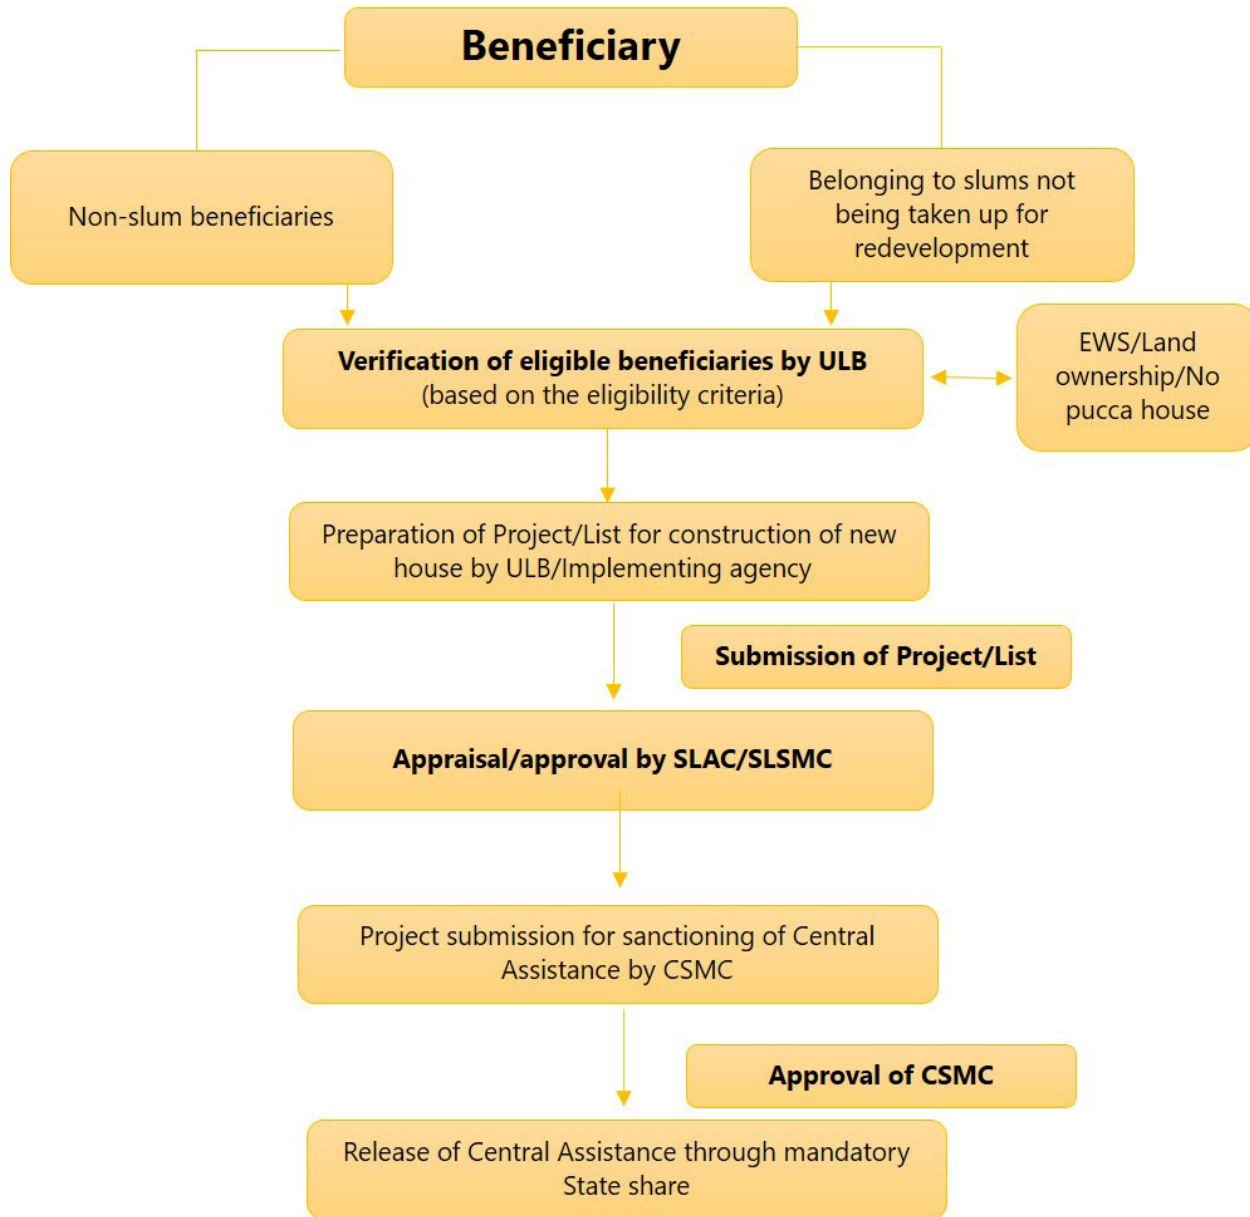 Beneficiary
Non-slum beneficiaries
Belonging to slums not
being taken up for
redevelopment
Verification of eligible beneficiaries by ULB
(based on the eligibility criteria)
EWS/Land
ownership/No
pucca house
Preparation of Project/List for construction of new
house by ULB/Implementing agency
Submission of Project/List
Appraisal/approval by SLAC/SLSMC
Project submission for sanctioning of Central
Assistance by CSMC
Approval of CSMC
Release of Central Assistance through mandatory
State share